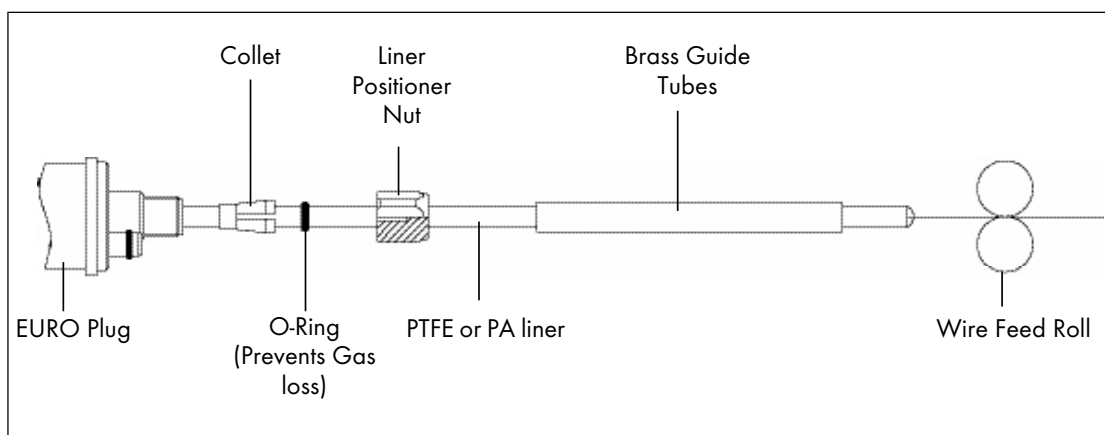 Collet
Liner
Positioner
Nut
Brass Guide
Tubes
EURO Plug
O-Ring
(Prevents Gas
loss)
PTFE or PA liner
Wire Feed Roll